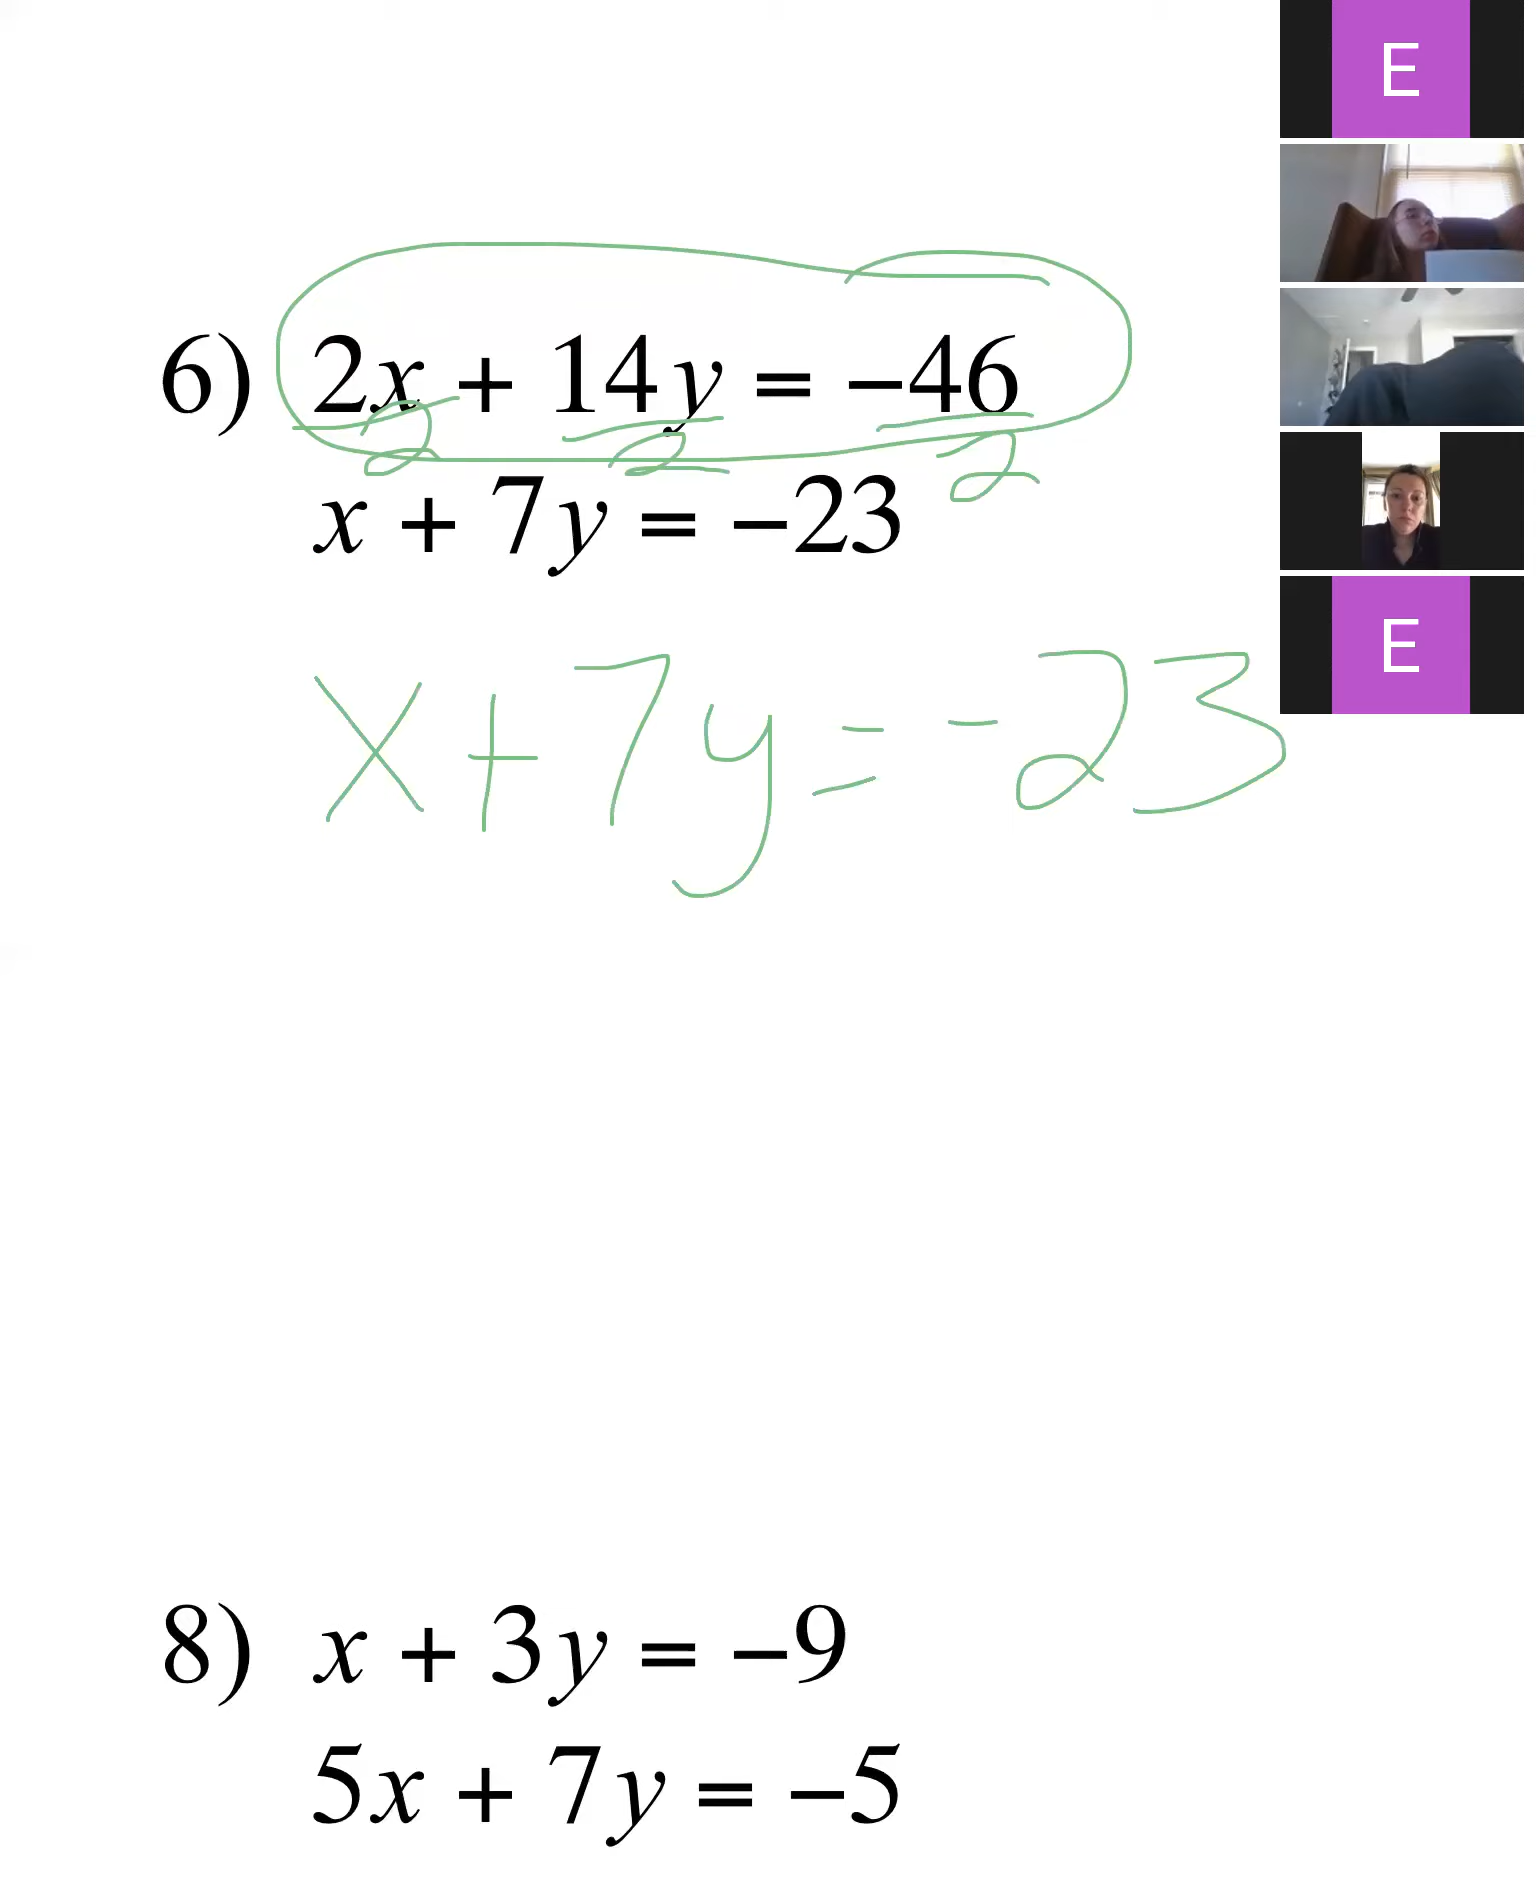 E
6) 2x + 14y = −46
2 2 2
x + 7y = −23
E
x + 7y = -23
8) x + 3y = −9
5x + 7y = −5